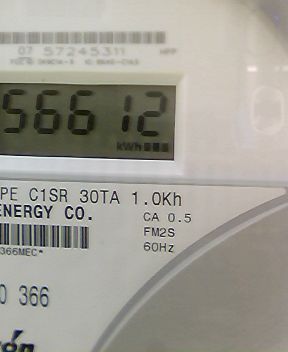 07 57245311
56612
kWh
PE C1SR 30TA 1.0Kh
ENERGY CO.
CA 0.5
FM2S
60Hz
366MEC*
0 366
rón